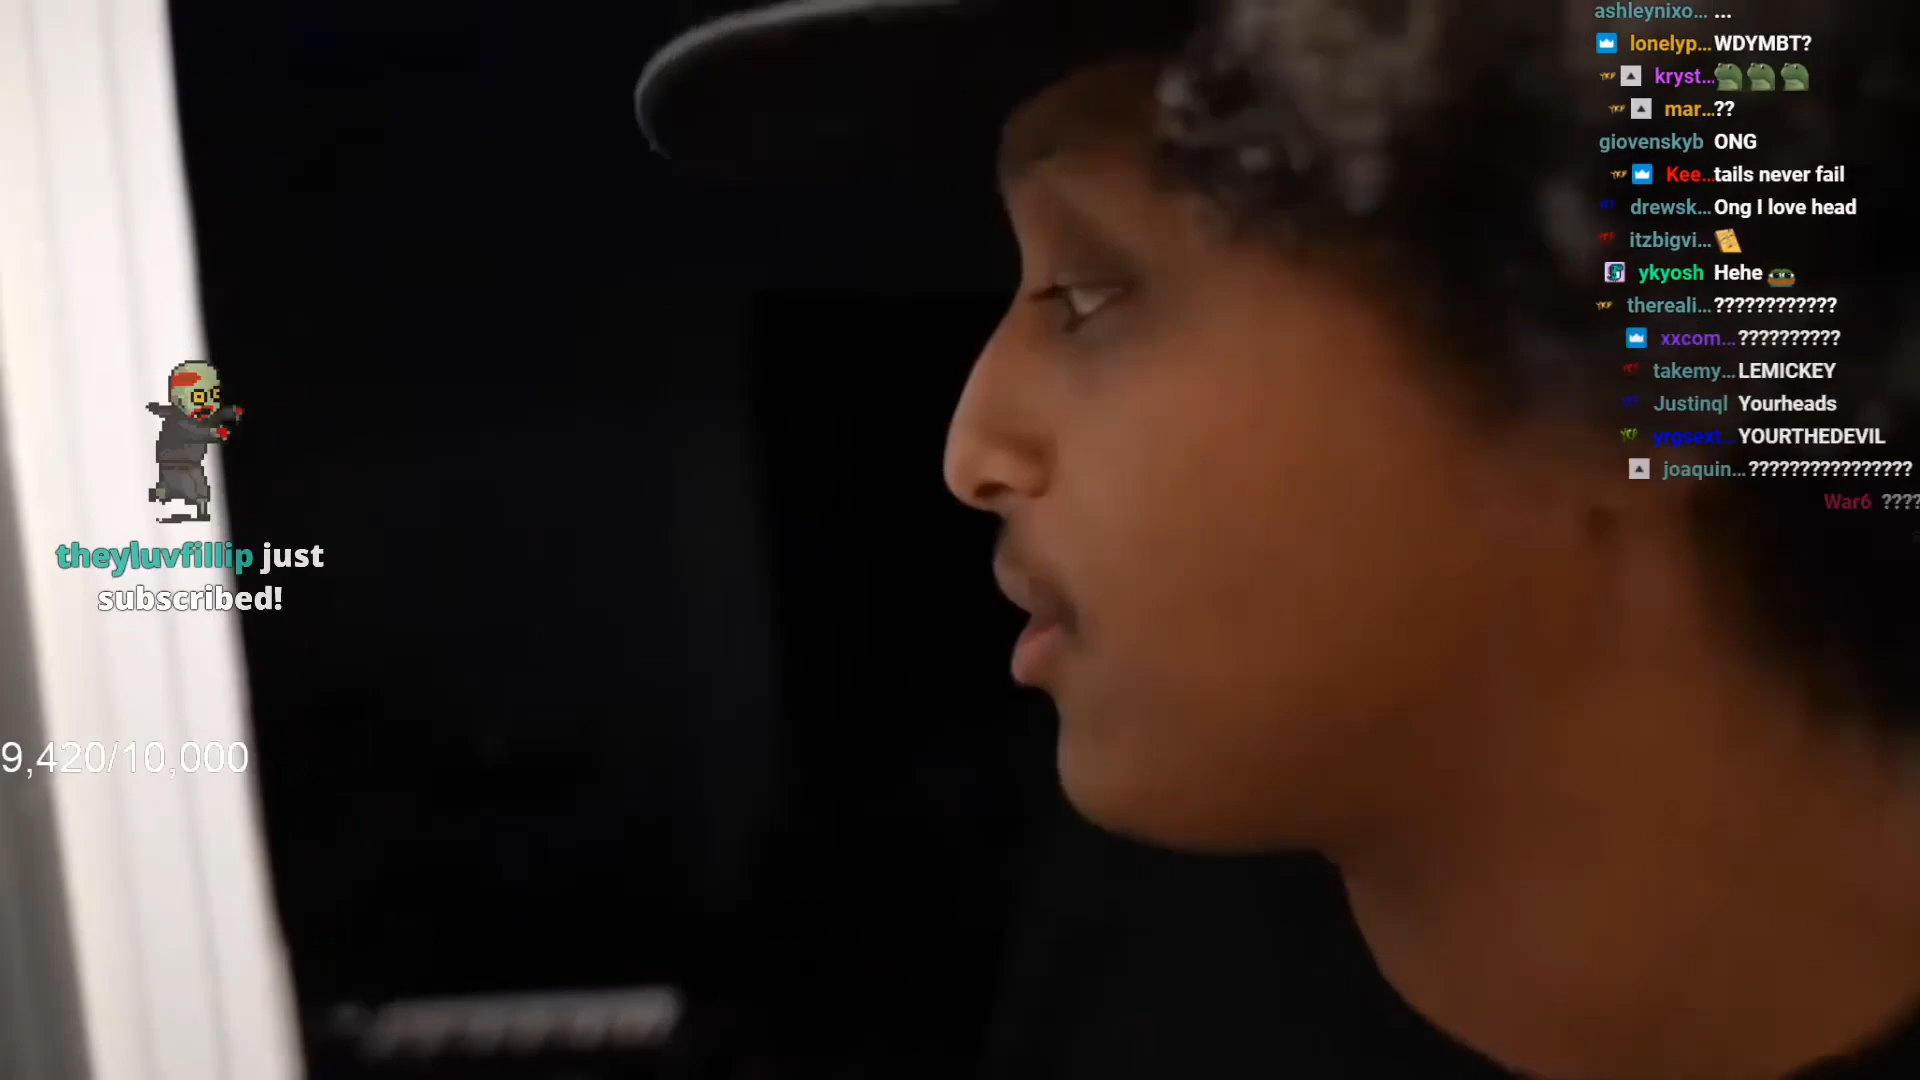 ashleynixo… ...
lonelyp… WDYMBT?
kryst…
mar… ??
giovenskyb ONG
Kee… tails never fail
drewsk… Ong I love head
itzbigvi…
ykyosh Hehe
thereali… ????????????
xxcom… ??????????
takemy… LEMICKEY
Justinql Yourheads
yrgsext… YOURTHEDEVIL
joaquin… ????????????????
War6 ????
theyluvfillip just
subscribed!
9,420/10,000